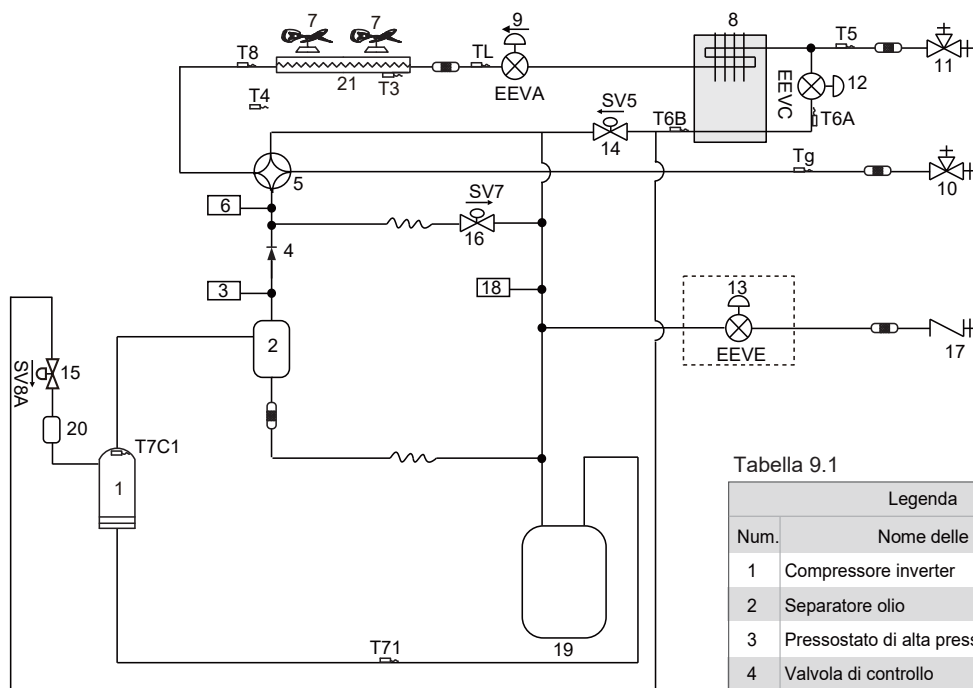 7 7 9 8
T8 TL T5
21 T3 EEVA 11
T4 EEVC 12
SV5 T6B T6A
14
Tg
5 10
6 SV7
16
4
3 18 13
2 EEVE 17
SV8A 15
20
T7C1
1
T71 19
Tabella 9.1
Legenda
Num. Nome delle
1 Compressore inverter
2 Separatore olio
3 Pressostato di alta press
4 Valvola di controllo